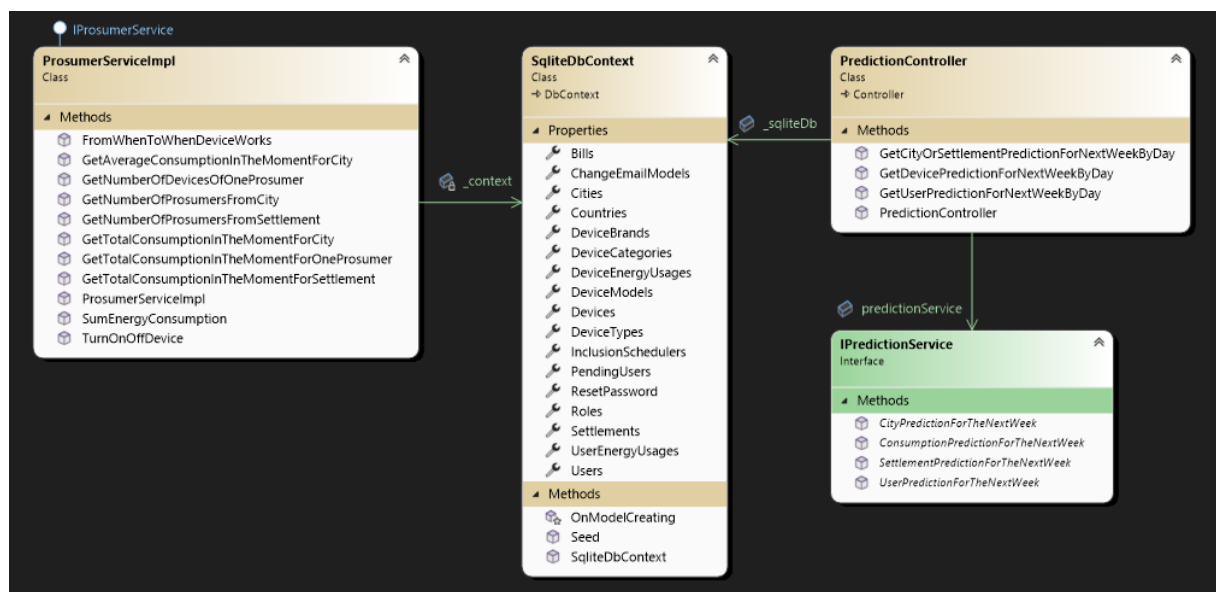 IProsumerService
ProsumerServiceImpl
Class
Methods
FromWhenToWhenDeviceWorks
GetAverageConsumptionInTheMomentForCity
GetNumberOfDevicesOfOneProsumer
GetNumberOfProsumersFromCity
GetNumberOfProsumersFromSettlement
GetTotalConsumptionInTheMomentForCity
GetTotalConsumptionInTheMomentForOneProsumer
GetTotalConsumptionInTheMomentForSettlement
ProsumerServiceImpl
SumEnergyConsumption
TurnOnOffDevice
_context
SqliteDbContext
Class
DbContext
Properties
Bills
ChangeEmailModels
Cities
Countries
DeviceBrands
DeviceCategories
DeviceEnergyUsages
DeviceModels
Devices
DeviceTypes
InclusionSchedulers
PendingUsers
ResetPassword
Roles
Settlements
UserEnergyUsages
Users
Methods
OnModelCreating
Seed
SqliteDbContext
_sqliteDb
PredictionController
Class
Controller
Methods
GetCityOrSettlementPredictionForNextWeekByDay
GetDevicePredictionForNextWeekByDay
GetUserPredictionForNextWeekByDay
PredictionController
predictionService
IPredictionService
Interface
Methods
CityPredictionForTheNextWeek
ConsumptionPredictionForTheNextWeek
SettlementPredictionForTheNextWeek
UserPredictionForTheNextWeek